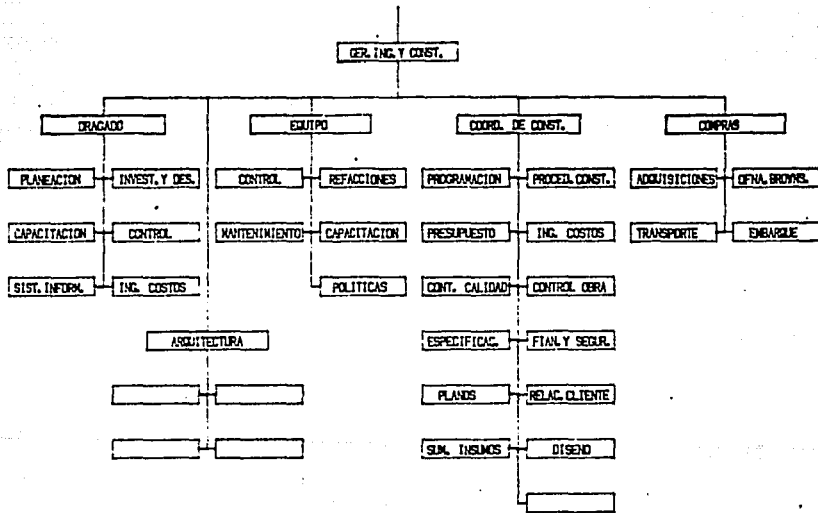 GER. ING. Y CONST.
DRAGADO
EQUIPO
COORD. DE CONST.
COMPRAS
PLANEACION
INVEST. Y DES.
CONTROL
REFACCIONES
PROGRAMACION
PROCED. CONST.
ADQUISICIONES
OFNA. BROWNS.
CAPACITACION
CONTROL
MANTENIMIENTO
CAPACITACION
PRESUPUESTO
ING. COSTOS
TRANSPORTE
EMBARQUE
SIST. INFORM.
ING. COSTOS
POLITICAS
CONT. CALIDAD
CONTROL OBRA
ARQUITECTURA
ESPECIFICAC.
FIAN. Y SEGUR.
PLANOS
RELAC. CLIENTE
SUM. INSUMOS
DISENO